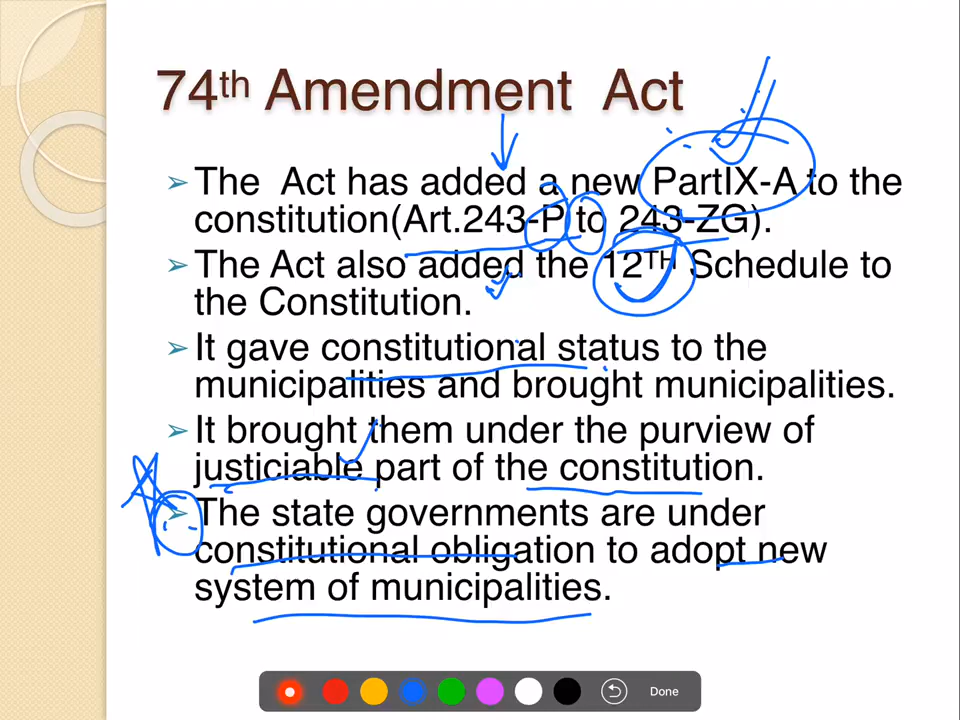 74th Amendment Act
➢ The Act has added a new PartIX-A to the
constitution(Art.243-P to 243-ZG).
➢ The Act also added the 12TH Schedule to
the Constitution.
➢ It gave constitutional status to the
municipalities and brought municipalities.
➢ It brought them under the purview of
justiciable part of the constitution.
➢ The state governments are under
constitutional obligation to adopt new
system of municipalities.
Done